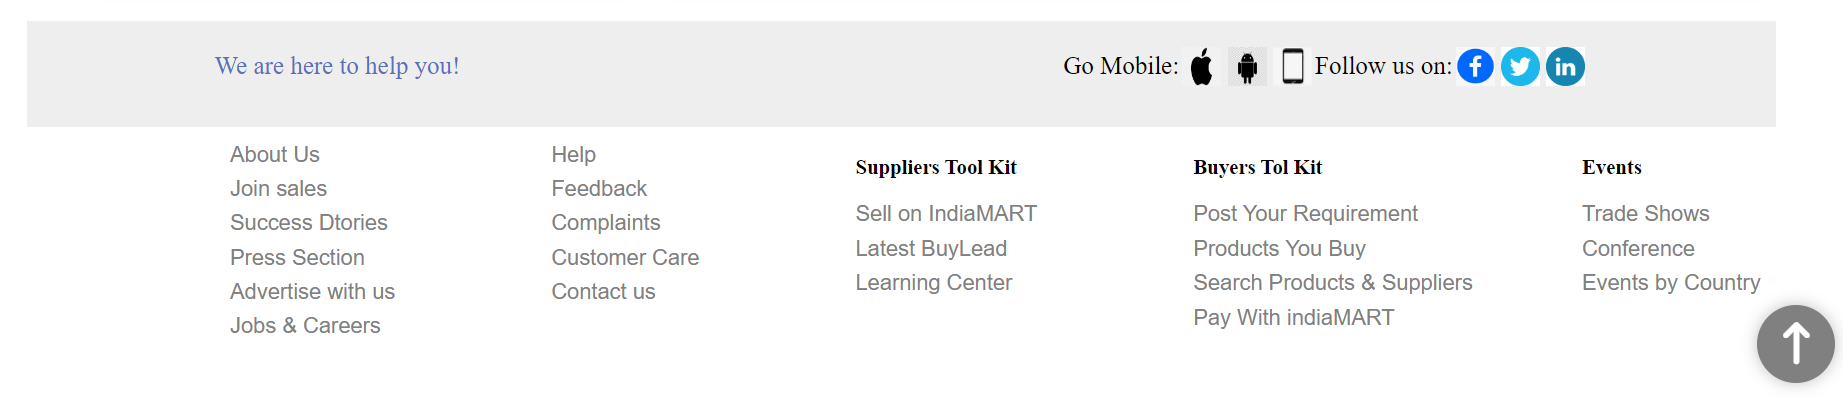 We are here to help you!
Go Mobile: Follow us on:
About Us
Join sales
Success Dtories
Press Section
Advertise with us
Jobs & Careers
Help
Feedback
Complaints
Customer Care
Contact us
Suppliers Tool Kit
Sell on IndiaMART
Latest BuyLead
Learning Center
Buyers Tol Kit
Post Your Requirement
Products You Buy
Search Products & Suppliers
Pay With indiaMART
Events
Trade Shows
Conference
Events by Country